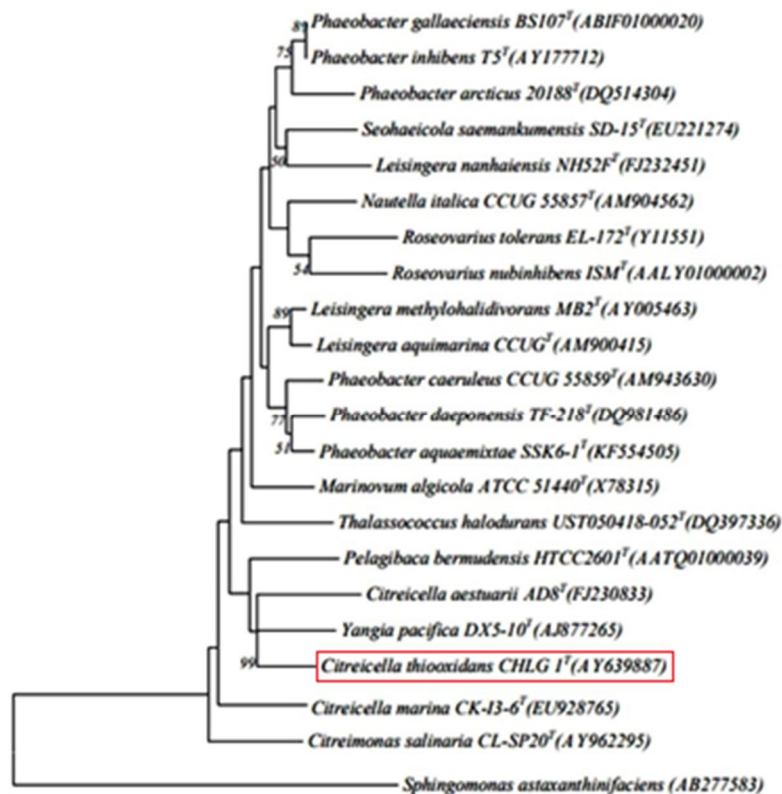 89
Phaeobacter gallaeciensis BS107T(ABIF01000020)
75
Phaeobacter inhibens T5T(AY177712)
Phaeobacter arcticus 20188T(DQ514304)
Seohaeicola saemankumensis SD-15T(EU221274)
50
Leisingera nanhaiensis NH52FT(FJ232451)
Nautella italica CCUG 55857T(AM904562)
Roseovarius tolerans EL-172T(Y11551)
54
Roseovarius nubinhibens ISMT(AALY01000002)
89
Leisingera methylohalidivorans MB2T(AY005463)
Leisingera aquimarina CCUGT(AM900415)
Phaeobacter caeruleus CCUG 55859T(AM943630)
77
Phaeobacter daeponensis TF-218T(DQ981486)
51
Phaeobacter aquaemixtae SSK6-1T(KF554505)
Marinovum algicola ATCC 51440T(X78315)
Thalassococcus halodurans UST050418-052T(DQ397336)
Pelagibaca bermudensis HTCC2601T(AATQ01000039)
Citreicella aestuarii AD8T(FJ230833)
Yangia pacifica DX5-10T(AJ877265)
99
Citreicella thiooxidans CHLG 1T(AY639887)
Citreicella marina CK-I3-6T(EU928765)
Citreimonas salinaria CL-SP20T(AY962295)
Sphingomonas astaxanthinifaciens (AB277583)